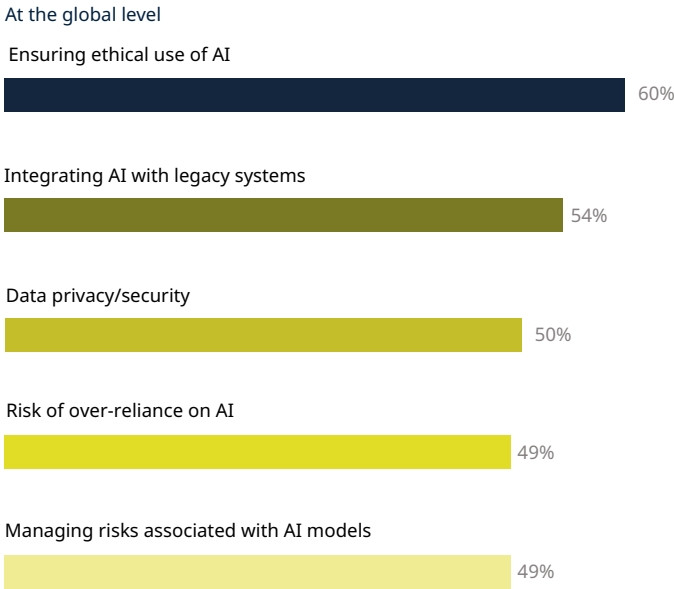 At the global level
Ensuring ethical use of AI
60%
Integrating AI with legacy systems
54%
Data privacy/security
50%
Risk of over-reliance on AI
49%
Managing risks associated with AI models
49%